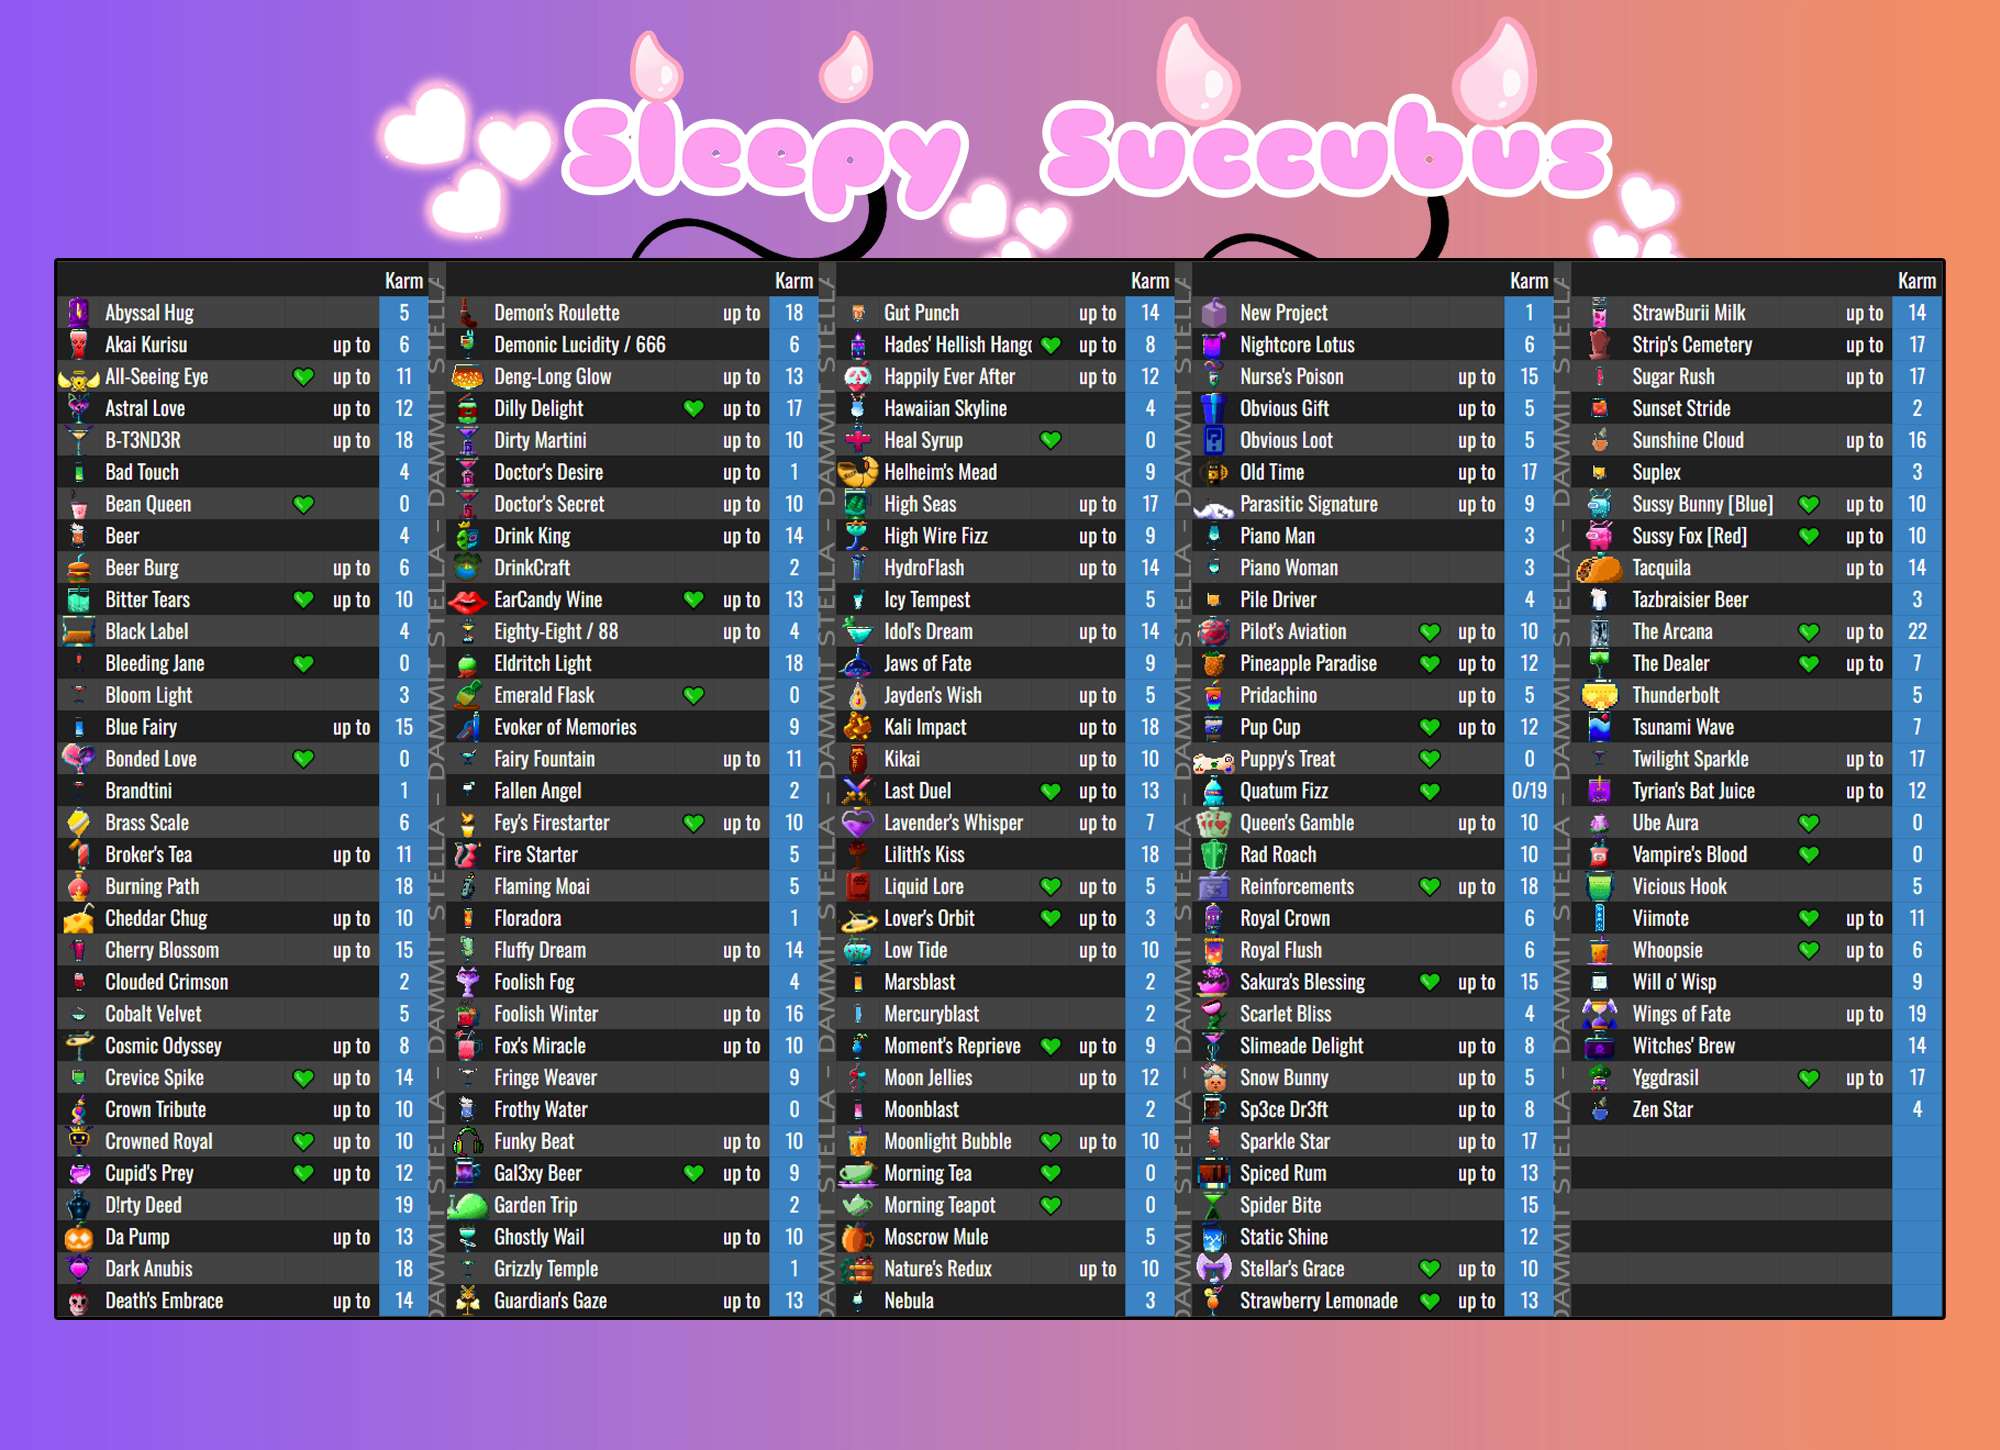 Sleepy Succubus
Karm
Abyssal Hug 5
Akai Kurisu up to 6
All-Seeing Eye up to 11
Astral Love up to 12
B-T3ND3R up to 18
Bad Touch 4
Bean Queen 0
Beer 4
Beer Burg up to 6
Bitter Tears up to 10
Black Label 4
Bleeding Jane 0
Bloom Light 3
Blue Fairy up to 15
Bonded Love 0
Brandtini 1
Brass Scale 6
Broker's Tea up to 11
Burning Path 18
Cheddar Chug up to 10
Cherry Blossom up to 15
Clouded Crimson 2
Cobalt Velvet 5
Cosmic Odyssey up to 8
Crevice Spike up to 14
Crown Tribute up to 10
Crowned Royal up to 10
Cupid's Prey up to 12
D!rty Deed 19
Da Pump up to 13
Dark Anubis 18
Death's Embrace up to 14
DAMMIT STELLA - DAMMIT STELLA - DAMMIT STELLA
Karm
Demon's Roulette up to 18
Demonic Lucidity / 666 6
Deng-Long Glow up to 13
Dilly Delight up to 17
Dirty Martini up to 10
Doctor's Desire up to 1
Doctor's Secret up to 10
Drink King up to 14
DrinkCraft 2
EarCandy Wine up to 13
Eighty-Eight / 88 up to 4
Eldritch Light 18
Emerald Flask 0
Evoker of Memories 9
Fairy Fountain up to 11
Fallen Angel 2
Fey's Firestarter up to 10
Fire Starter 5
Flaming Moai 5
Floradora 1
Fluffy Dream up to 14
Foolish Fog 4
Foolish Winter up to 16
Fox's Miracle up to 10
Fringe Weaver 9
Frothy Water 0
Funky Beat up to 10
Gal3xy Beer up to 9
Garden Trip 2
Ghostly Wail up to 10
Grizzly Temple 1
Guardian's Gaze up to 13
DAMMIT STELLA - DAMMIT STELLA - DAMMIT STELLA
Karm
Gut Punch up to 14
Hades' Hellish Hang up to 8
Happily Ever After up to 12
Hawaiian Skyline 4
Heal Syrup 0
Helheim's Mead 9
High Seas up to 17
High Wire Fizz up to 9
HydroFlash up to 14
Icy Tempest 5
Idol's Dream up to 14
Jaws of Fate 9
Jayden's Wish up to 5
Kali Impact up to 18
Kikai up to 10
Last Duel up to 13
Lavender's Whisper up to 7
Lilith's Kiss 18
Liquid Lore up to 5
Lover's Orbit up to 3
Low Tide up to 10
Marsblast 2
Mercuryblast 2
Moment's Reprieve up to 9
Moon Jellies up to 12
Moonblast 2
Moonlight Bubble up to 10
Morning Tea 0
Morning Teapot 0
Moscrow Mule 5
Nature's Redux up to 10
Nebula 3
DAMMIT STELLA - DAMMIT STELLA - DAMMIT STELLA
Karm
New Project 1
Nightcore Lotus 6
Nurse's Poison up to 15
Obvious Gift up to 5
Obvious Loot up to 5
Old Time up to 17
Parasitic Signature up to 9
Piano Man 3
Piano Woman 3
Pile Driver 4
Pilot's Aviation up to 10
Pineapple Paradise up to 12
Pridachino up to 5
Pup Cup up to 12
Puppy's Treat 0
Quatum Fizz 0/19
Queen's Gamble up to 10
Rad Roach 10
Reinforcements up to 18
Royal Crown 6
Royal Flush 6
Sakura's Blessing up to 15
Scarlet Bliss 4
Slimeade Delight up to 8
Snow Bunny up to 5
Sp3ce Dr3ft up to 8
Sparkle Star up to 17
Spiced Rum up to 13
Spider Bite 15
Static Shine 12
Stellar's Grace up to 10
Strawberry Lemonade up to 13
DAMMIT STELLA - DAMMIT STELLA - DAMMIT STELLA
Karm
StrawBurii Milk up to 14
Strip's Cemetery up to 17
Sugar Rush up to 17
Sunset Stride 2
Sunshine Cloud up to 16
Suplex 3
Sussy Bunny [Blue] up to 10
Sussy Fox [Red] up to 10
Tacquila up to 14
Tazbraisier Beer 3
The Arcana up to 22
The Dealer up to 7
Thunderbolt 5
Tsunami Wave 7
Twilight Sparkle up to 17
Tyrian's Bat Juice up to 12
Ube Aura 0
Vampire's Blood 0
Vicious Hook 5
Viimote up to 11
Whoopsie up to 6
Will o' Wisp 9
Wings of Fate up to 19
Witches' Brew 14
Yggdrasil up to 17
Zen Star 4